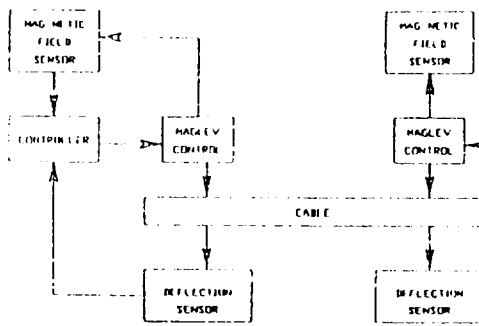 MAGNETIC
FIELD
SENSOR
MAGNETIC
FIELD
SENSOR
CONTROLLER
MAGLEV
CONTROL
MAGLEV
CONTROL
CABLE
DEFLECTION
SENSOR
DEFLECTION
SENSOR